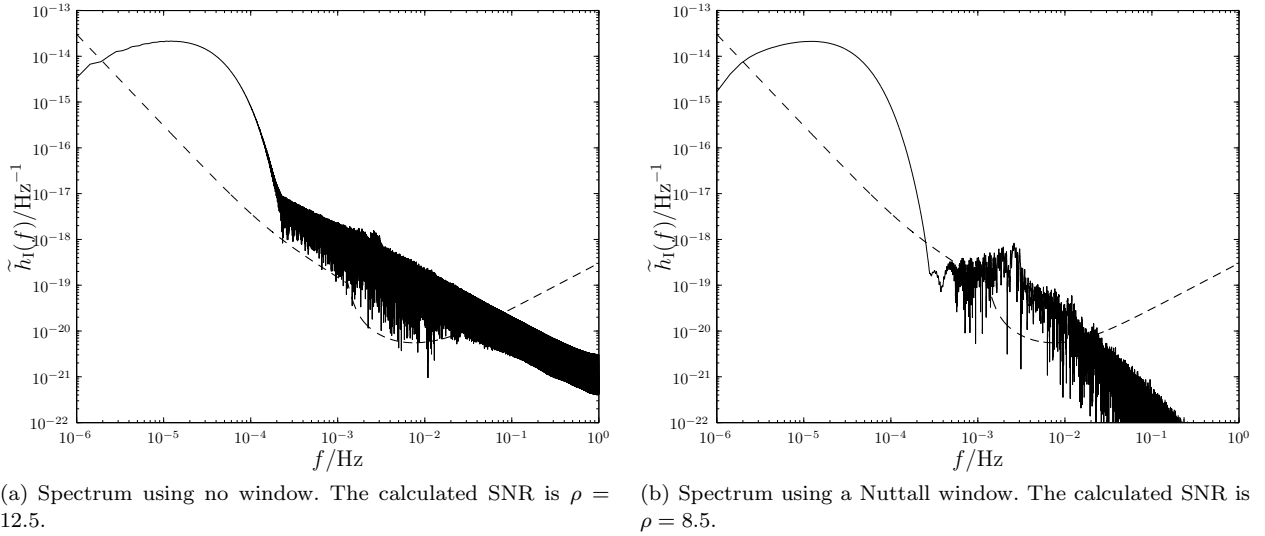 10⁻¹³
10⁻¹⁴
10⁻¹⁵
10⁻¹⁶
10⁻¹⁷
10⁻¹⁸
10⁻¹⁹
10⁻²⁰
10⁻²¹
10⁻²²
h̃_I(f)/Hz⁻¹
10⁻⁶ 10⁻⁵ 10⁻⁴ 10⁻³ 10⁻² 10⁻¹ 10⁰
f/Hz
(a) Spectrum using no window. The calculated SNR is ρ =
12.5.
10⁻¹³
10⁻¹⁴
10⁻¹⁵
10⁻¹⁶
10⁻¹⁷
10⁻¹⁸
10⁻¹⁹
10⁻²⁰
10⁻²¹
10⁻²²
h̃_I(f)/Hz⁻¹
10⁻⁶ 10⁻⁵ 10⁻⁴ 10⁻³ 10⁻² 10⁻¹ 10⁰
f/Hz
(b) Spectrum using a Nuttall window. The calculated SNR is
ρ = 8.5.